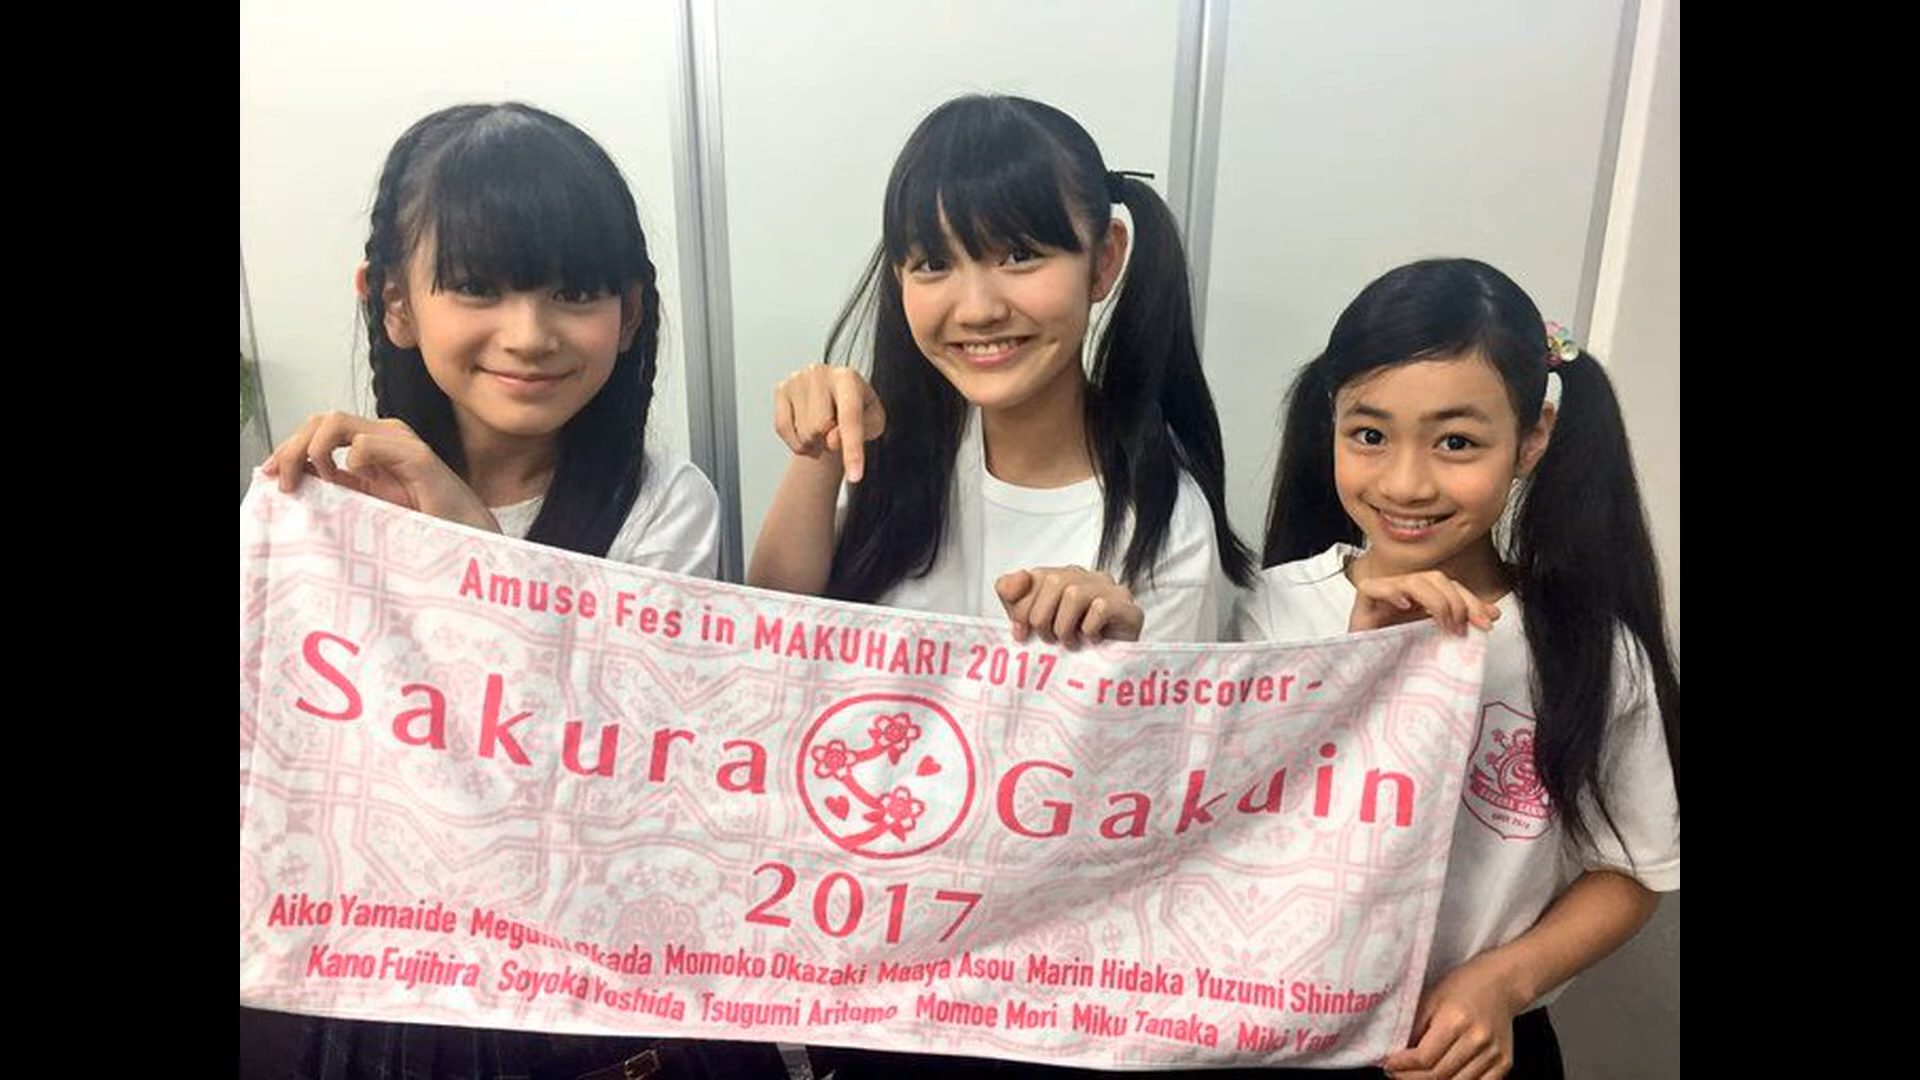 Amuse Fes in MAKUHARI 2017 - rediscover -
Sakura Gakuin
2017
Aiko Yamaide Megumi Okada Momoko Okazaki Maaya Asou Marin Hidaka Yuzumi Shintani
Kano Fujihira Soyoka Yoshida Tsugumi Aritomo Momoe Mori Miku Tanaka Miki